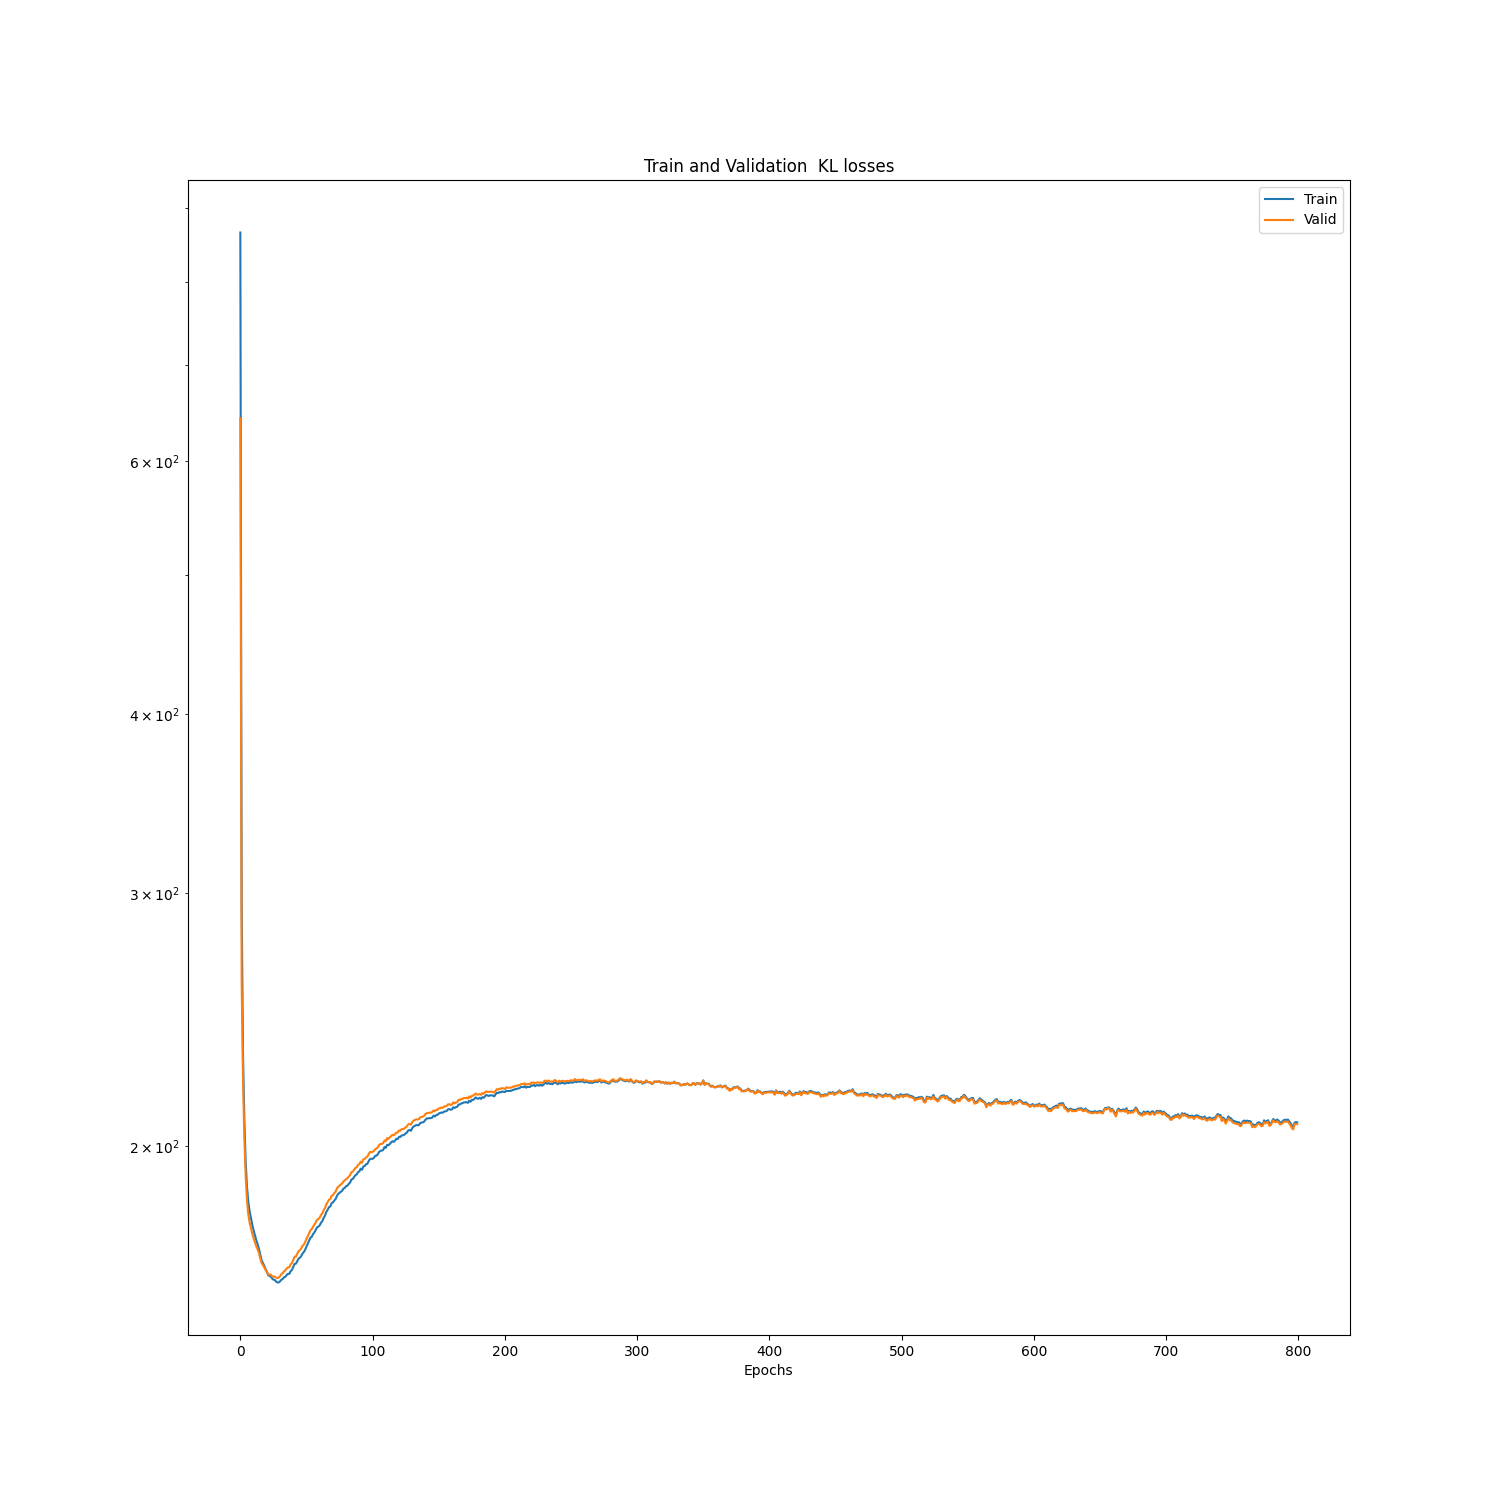 Train and Validation  KL losses
Train
Valid
6 × 10²
4 × 10²
3 × 10²
2 × 10²
0 100 200 300 400 500 600 700 800
Epochs